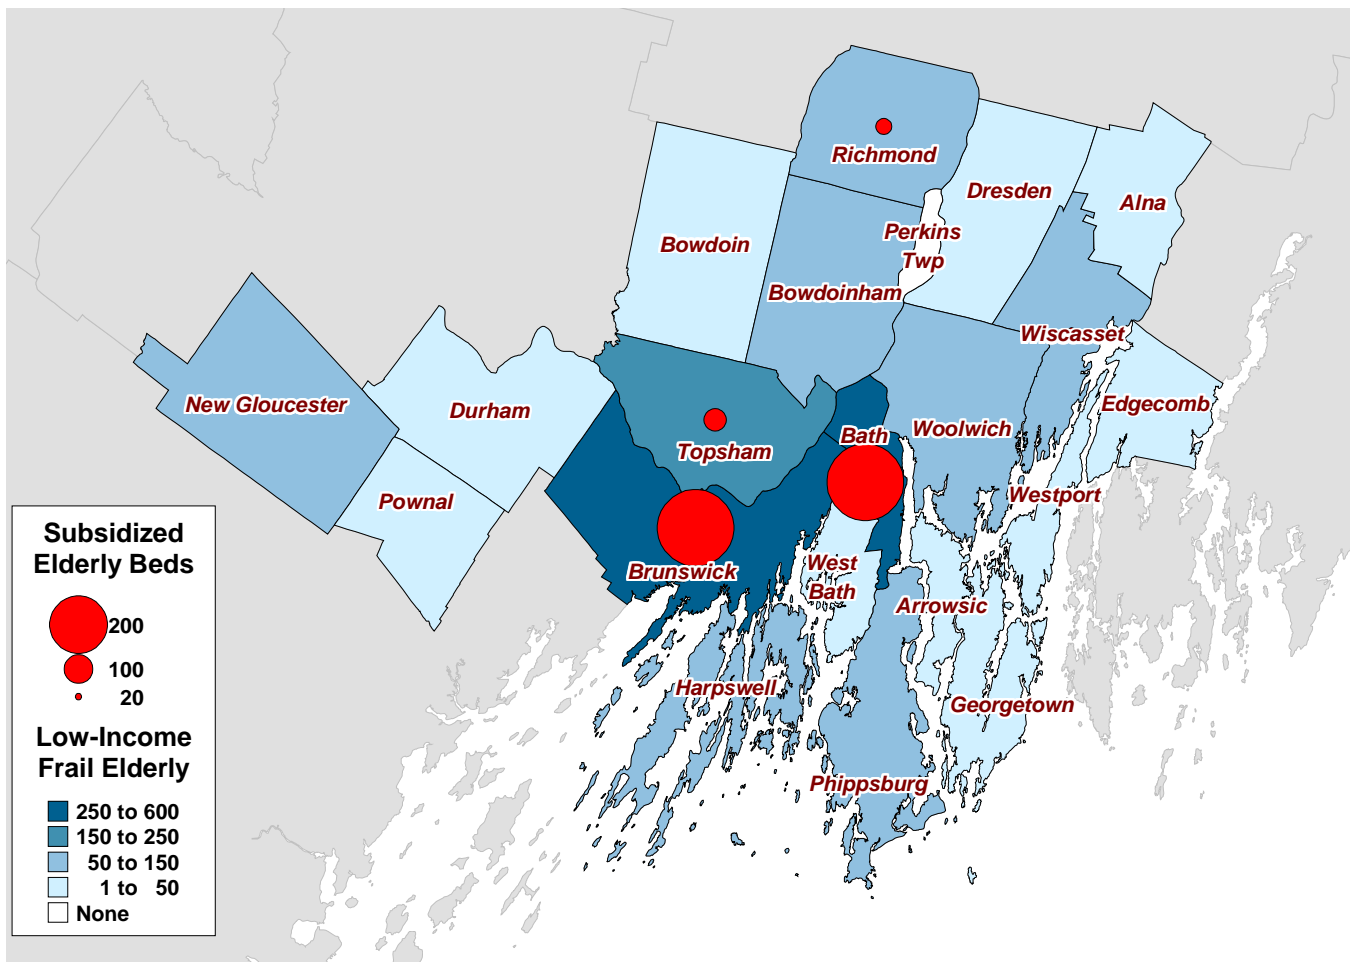 Richmond
Dresden
Alna
Bowdoin
Perkins
Twp
Bowdoinham
Wiscasset
New Gloucester
Durham
Edgecomb
Topsham
Bath
Woolwich
Pownal
Westport
Brunswick
West
Bath
Arrowsic
Harpswell
Georgetown
Phippsburg
Subsidized
Elderly Beds
200
100
20
Low-Income
Frail Elderly
250 to 600
150 to 250
50 to 150
1 to 50
None